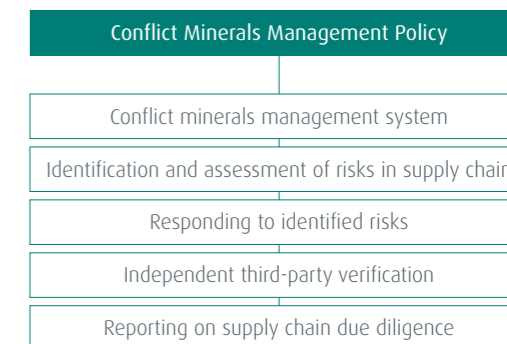 Conflict Minerals Management Policy
Conflict minerals management system
Identification and assessment of risks in supply chain
Responding to identified risks
Independent third-party verification
Reporting on supply chain due diligence